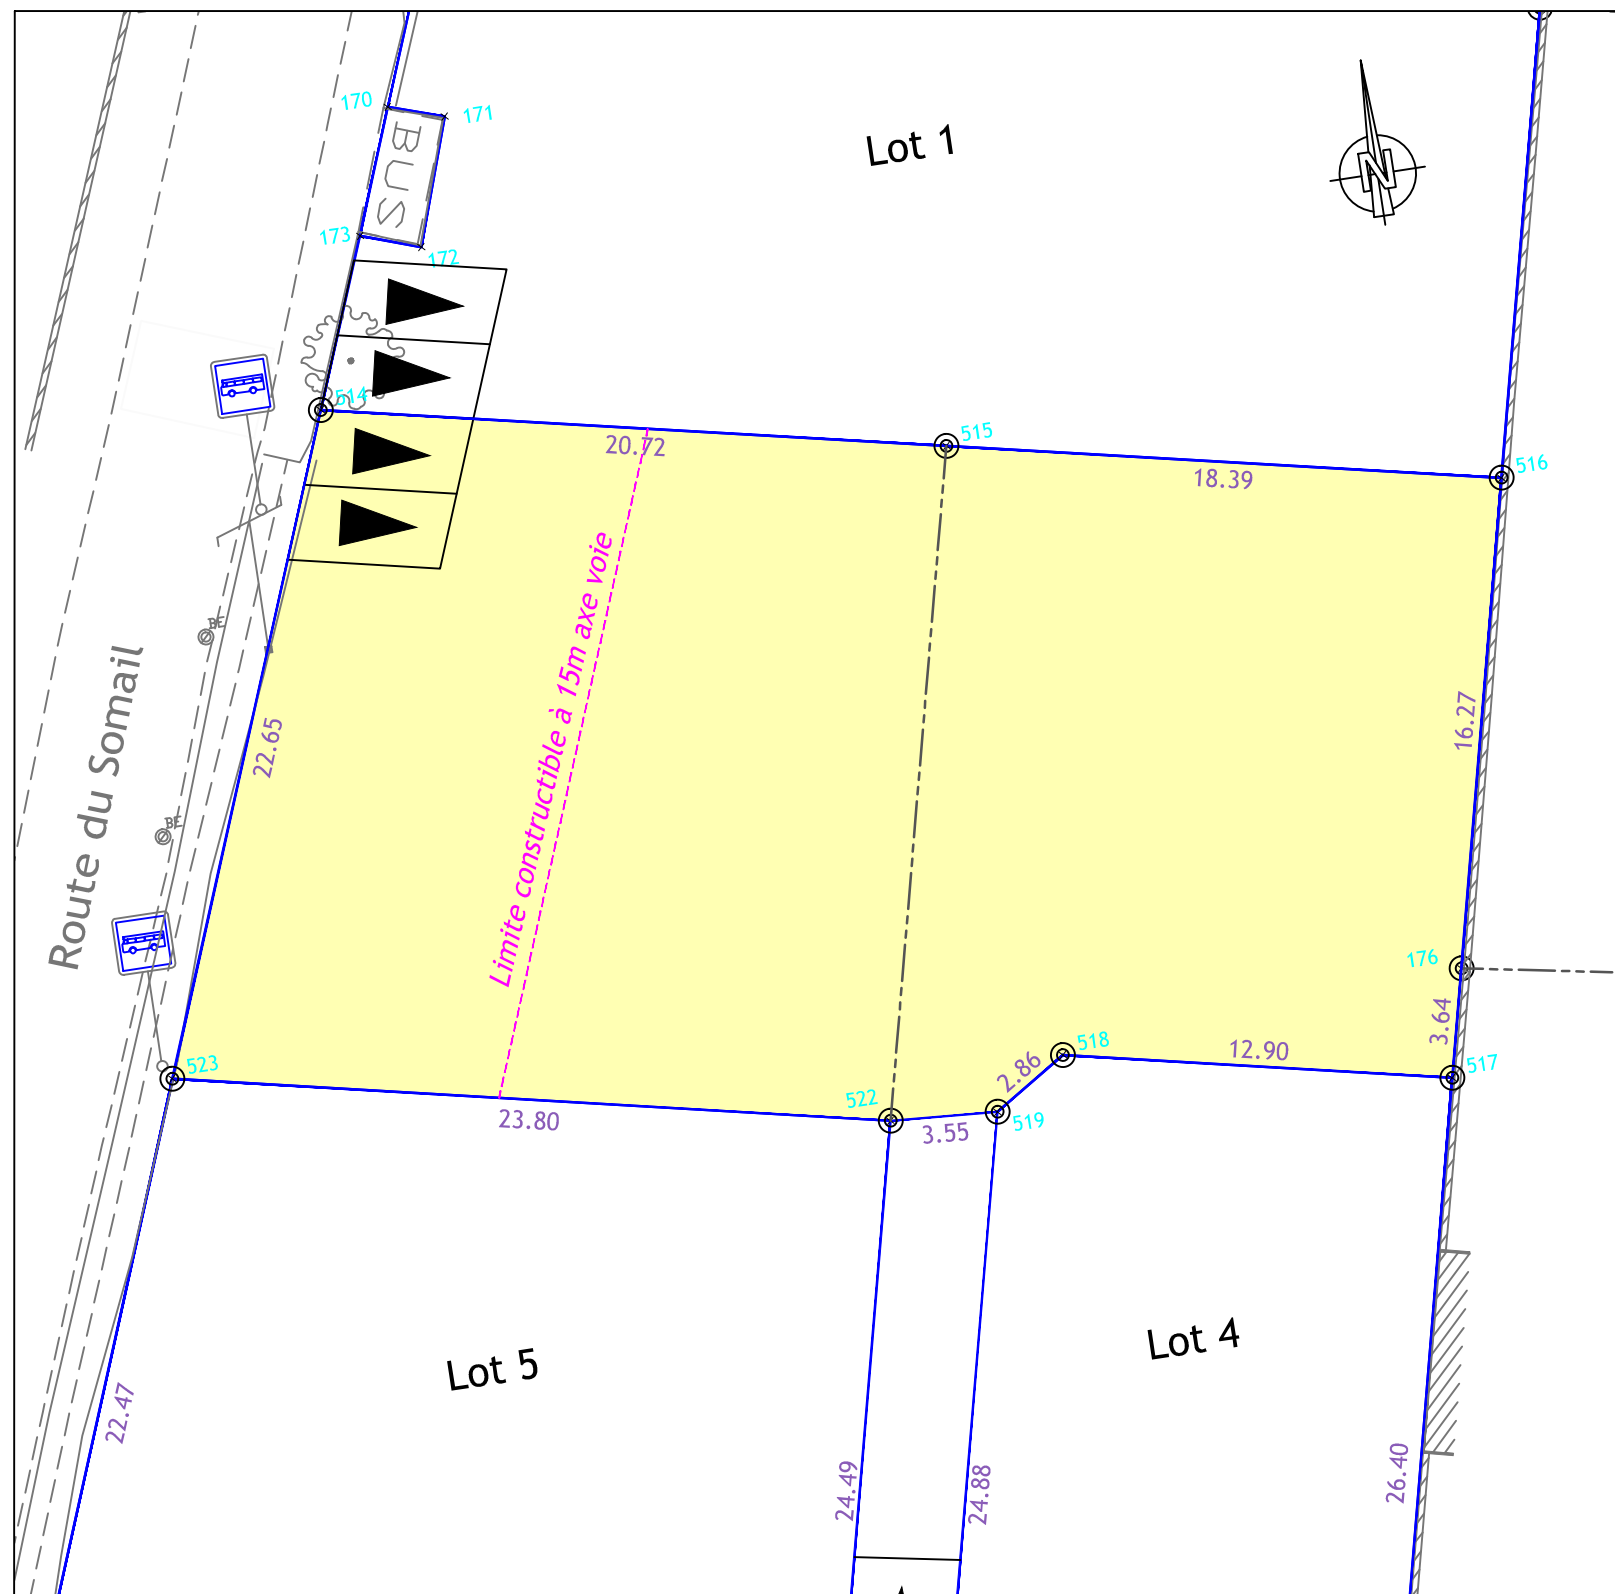 170
171
BUS
Lot 1
N
173
172
514
20.72
515
18.39
516
Limite constructible à 15m axe voie
BE
Route du Somail
22.65
16.27
BE
176
3.64
523
518
12.90
517
2.86
522
23.80
3.55
519
Lot 5
Lot 4
22.47
24.49
24.88
26.40